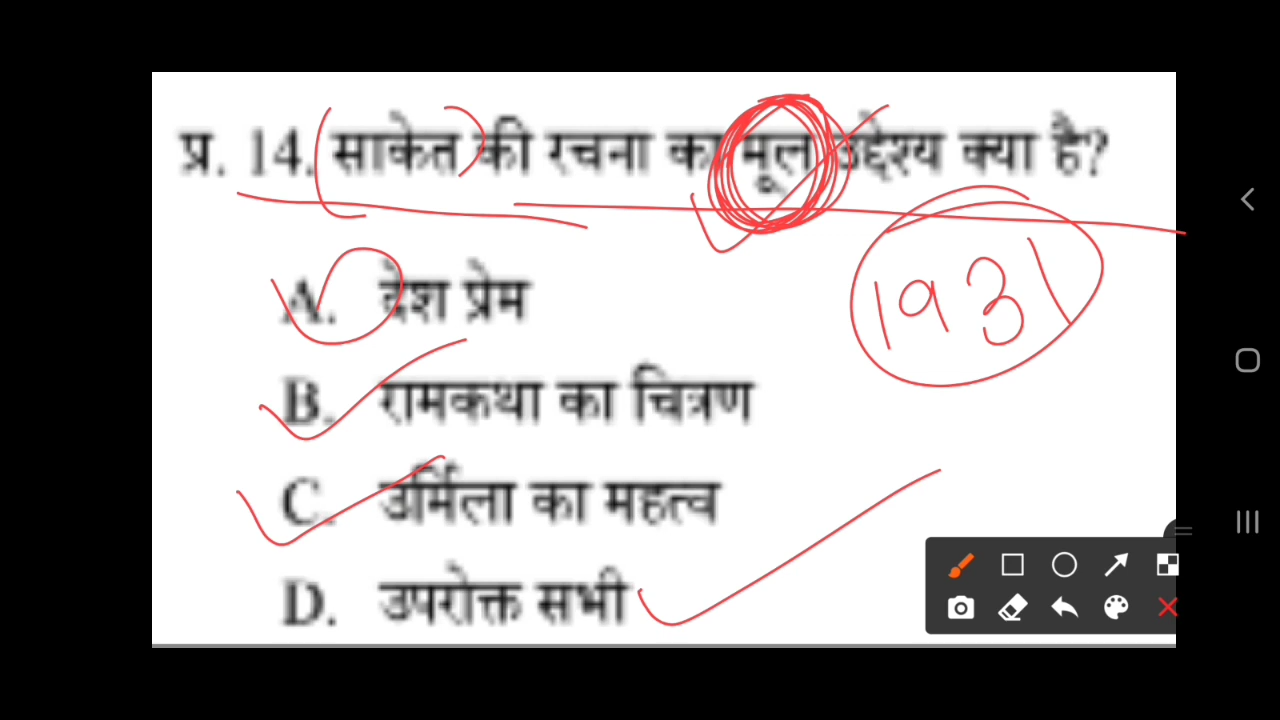 प्र. 14. साकेत की रचना का मूल उद्देश्य क्या है?
1931
A. देश प्रेम
B. रामकथा का चित्रण
C. उर्मिला का महत्व
D. उपरोक्त सभी